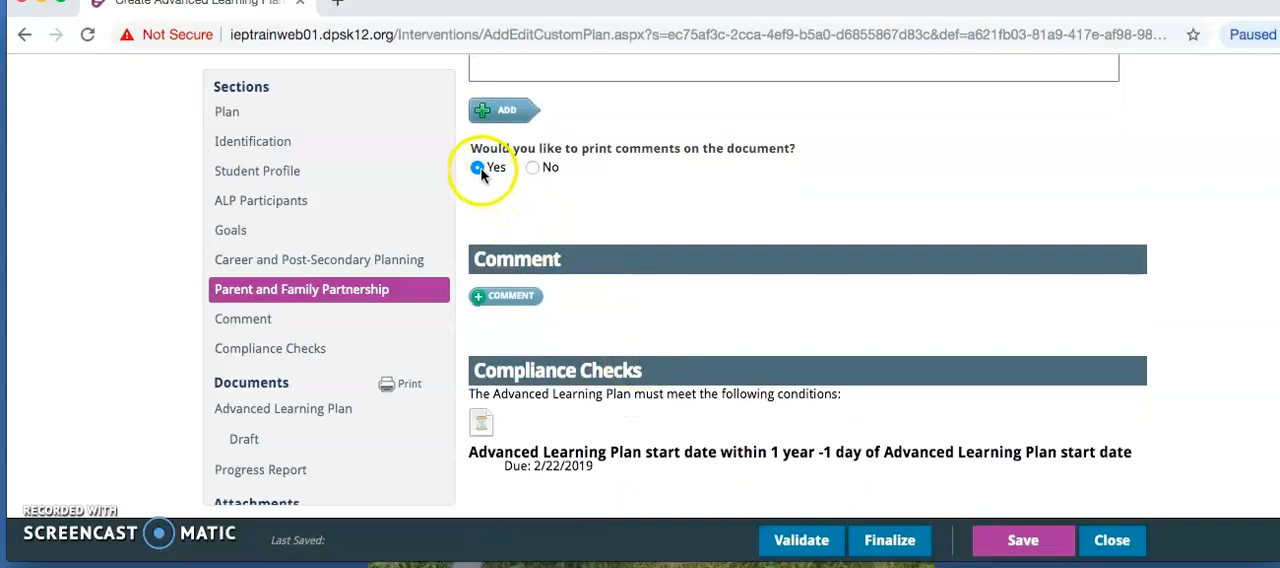 Create Advanced Learning Plan
Not Secure
ieptrainweb01.dpsk12.org/Interventions/AddEditCustomPlan.aspx?s=ec75af3c-2cca-4ef9-b5a0-d6855867d83c&def=a621fb03-81a9-417e-af98-98...
Paused
Sections
Plan
Identification
Student Profile
ALP Participants
Goals
Career and Post-Secondary Planning
Parent and Family Partnership
Comment
Compliance Checks
Documents
Print
Advanced Learning Plan
Draft
Progress Report
Attachments
ADD
Would you like to print comments on the document?
Yes No
Comment
COMMENT
Compliance Checks
The Advanced Learning Plan must meet the following conditions:
Advanced Learning Plan start date within 1 year -1 day of Advanced Learning Plan start date
Due: 2/22/2019
RECORDED WITH
SCREENCAST MATIC
Last Saved:
Validate
Finalize
Save
Close